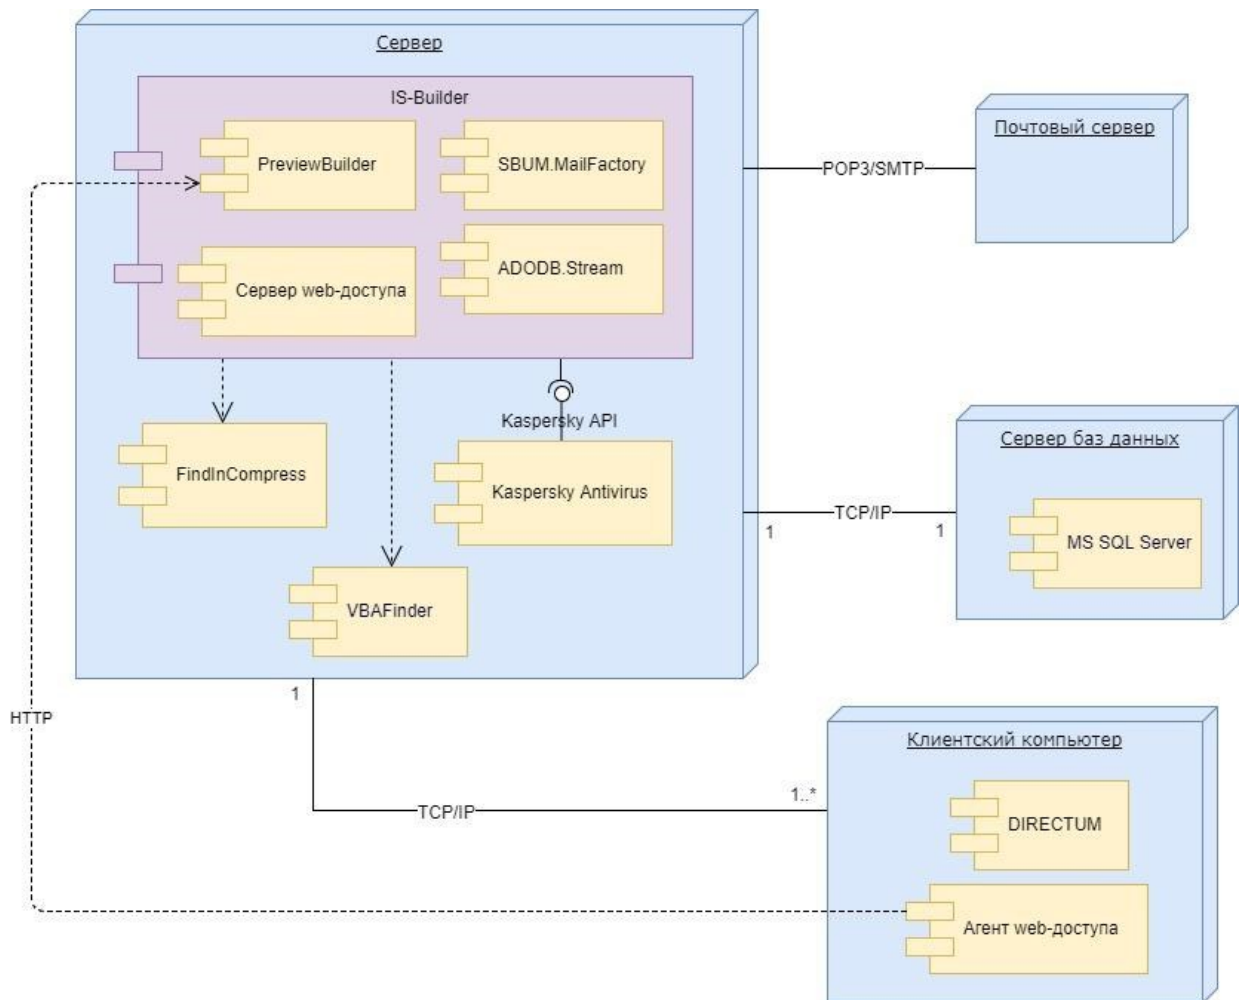 Сервер
IS-Builder
PreviewBuilder
SBUM.MailFactory
Сервер web-доступа
ADODB.Stream
Kaspersky API
FindInCompress
Kaspersky Antivirus
VBAFinder
Почтовый сервер
POP3/SMTP
Сервер баз данных
MS SQL Server
TCP/IP
1
1
1
HTTP
TCP/IP
1..*
Клиентский компьютер
DIRECTUM
Агент web-доступа